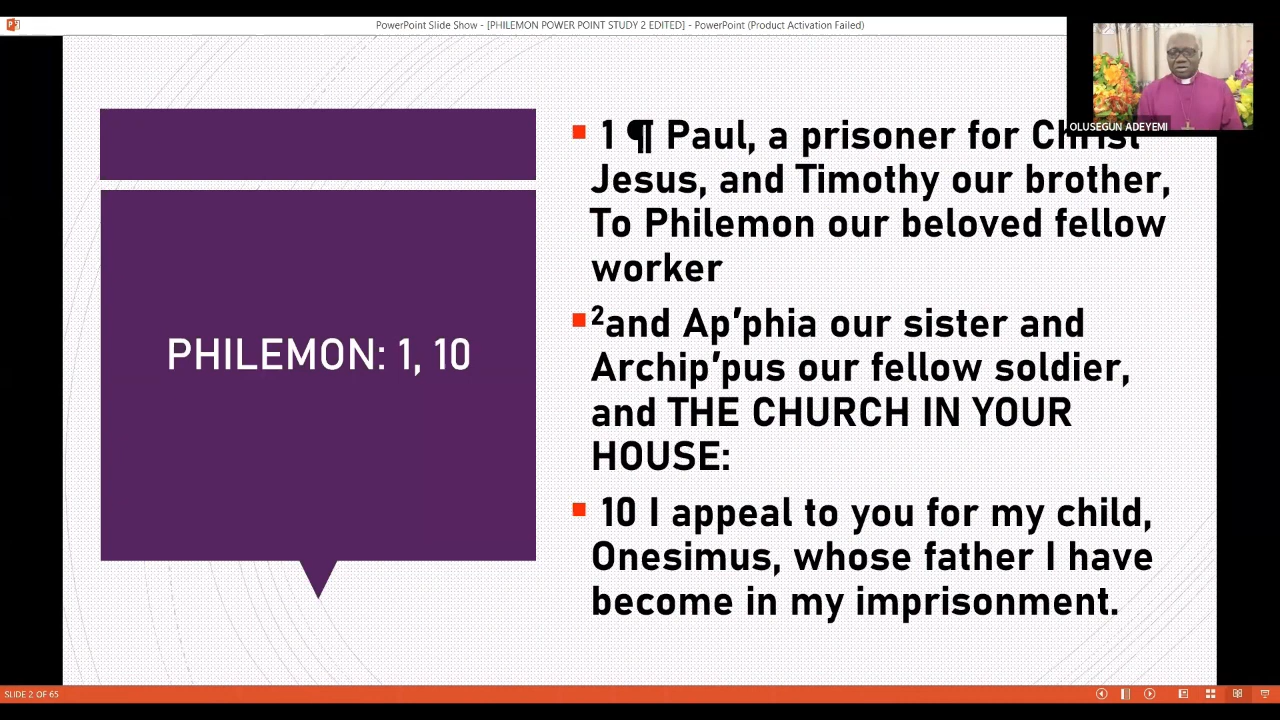 PowerPoint Slide Show - [PHILEMON POWER POINT STUDY 2 EDITED] - PowerPoint (Product Activation Failed)
OLUSEGUN ADEYEMI
PHILEMON: 1, 10
1 ¶ Paul, a prisoner for Christ
Jesus, and Timothy our brother,
To Philemon our beloved fellow
worker
²and Ap′phia our sister and
Archip′pus our fellow soldier,
and THE CHURCH IN YOUR
HOUSE:
10 I appeal to you for my child,
Onesimus, whose father I have
become in my imprisonment.
SLIDE 2 OF 65